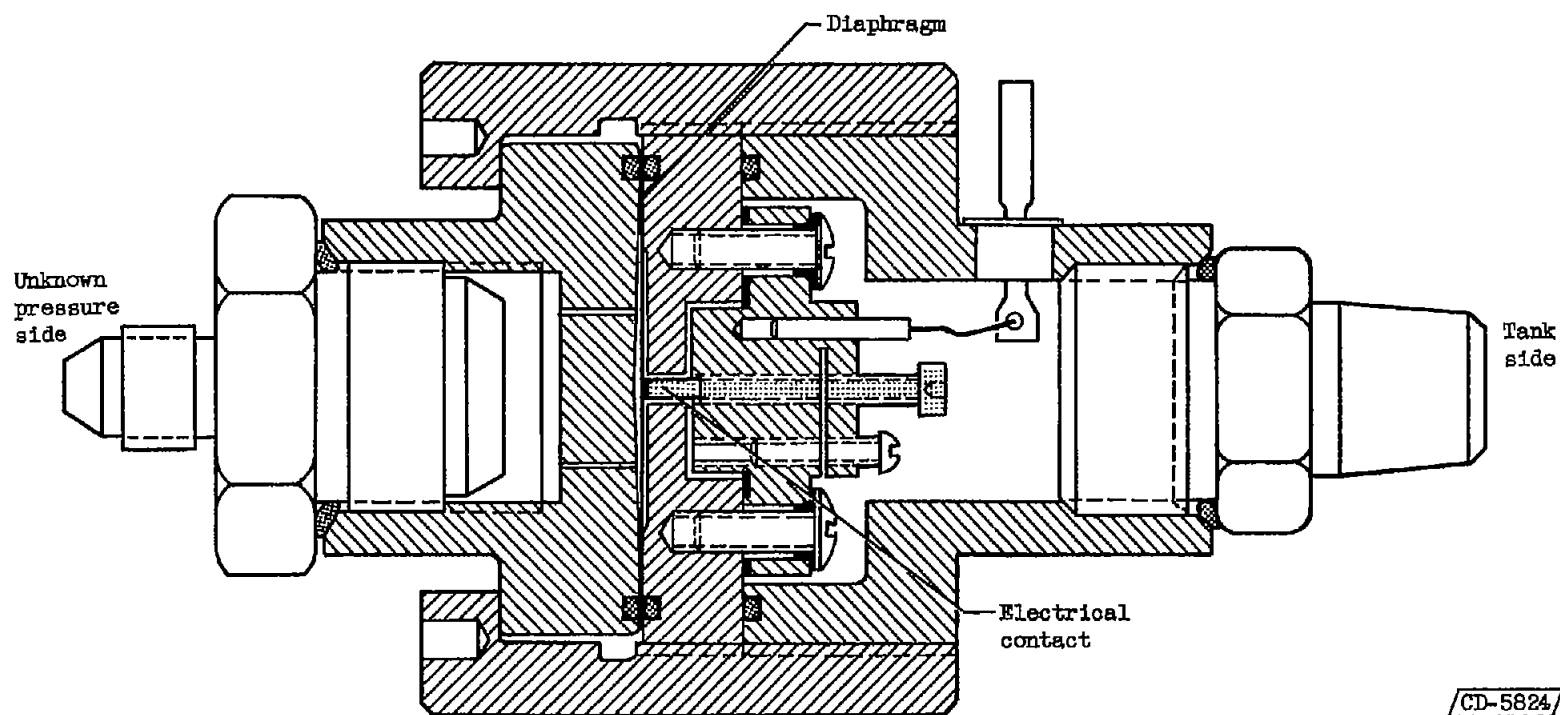 Diaphragm
Unknown
pressure
side
Tank
side
Electrical
contact
CD-5824